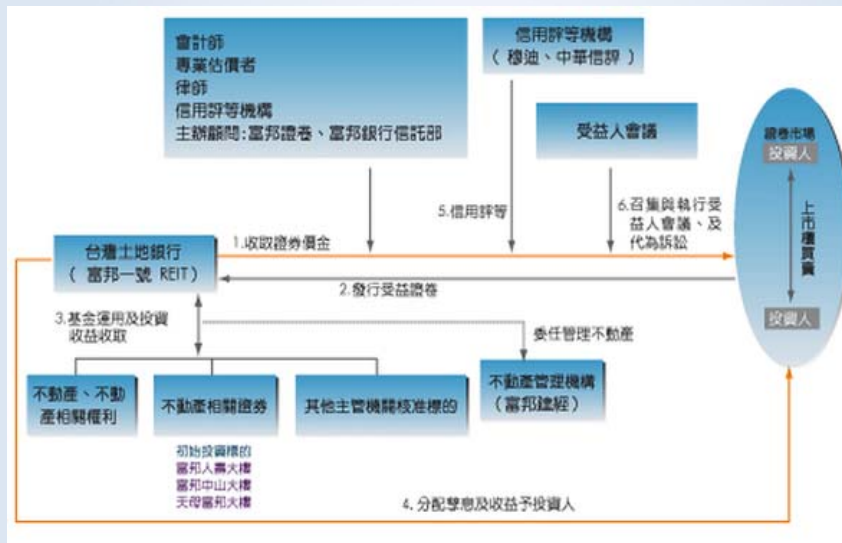 會計師
專業估價者
律師
信用評等機構
主辦顧問:富邦證卷、富邦銀行信託部
信用評等機構
( 穆迪、中華信評 )
受益人會議
證卷市場
投資人
上市櫃買賣
投資人
5.信用評等
6.召集與執行受
益人會議、及
代為訴訟
台灣土地銀行
( 富邦一號 REIT)
1.收取證券價金
2.發行受益證卷
3.基金運用及投資
收益收取
委任管理不動產
不動產、不動
產相關權利
不動產相關證券
其他主管機關核准標的
不動產管理機構
(富邦建經)
初始投資標的
富邦人壽大樓
富邦中山大樓
天母富邦大樓
4.分配孳息及收益予投資人